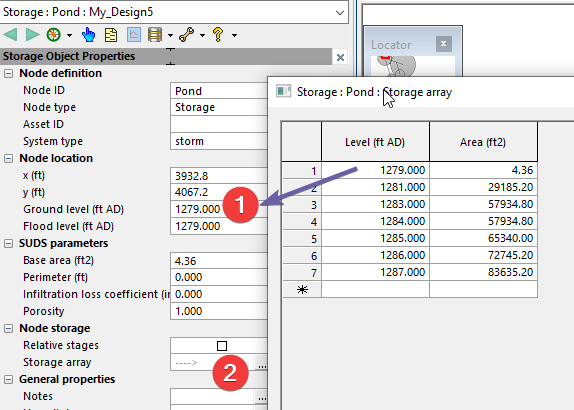 Storage : Pond : My_Design5
Locator
Storage Object Properties
Node definition
Node ID Pond
Node type Storage
Asset ID
System type storm
Node location
x (ft) 3932.8
y (ft) 4067.2
Ground level (ft AD) 1279.000
Flood level (ft AD) 1279.000
SUDS parameters
Base area (ft2) 4.36
Perimeter (ft) 0.000
Infiltration loss coefficient (in 0.000
Porosity 1.000
Node storage
Relative stages
Storage array ----> ...
General properties
Notes ...
1
2
Storage : Pond : Storage array
Level (ft AD) Area (ft2)
1 1279.000 4.36
2 1281.000 29185.20
3 1283.000 57934.80
4 1284.000 57934.80
5 1285.000 65340.00
6 1286.000 72745.20
7 1287.000 83635.20